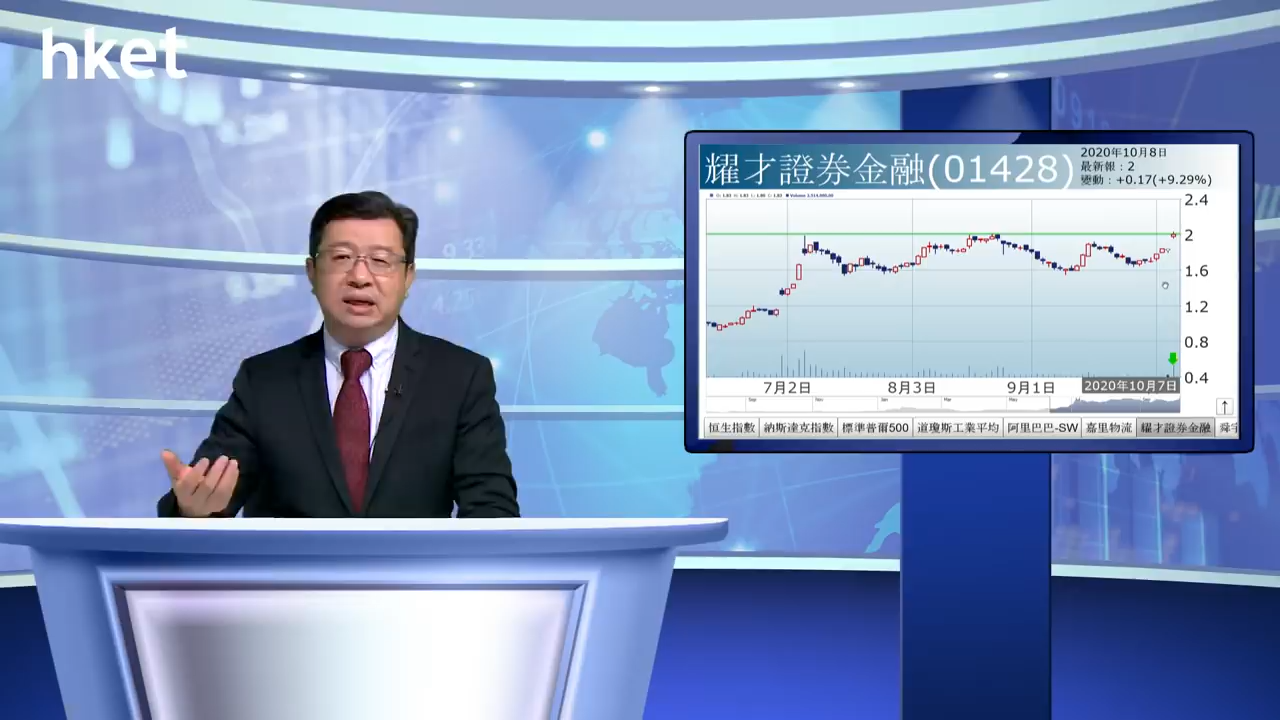 hket
耀才證券金融(01428)
2020年10月8日
最新報：2
變動：+0.17(+9.29%)
2.4
2
1.6
1.2
0.8
0.4
7月2日
8月3日
9月1日
2020年10月7日
恒生指數
納斯達克指數
標準普爾500
道瓊斯工業平均
阿里巴巴-SW
嘉里物流
耀才證券金融